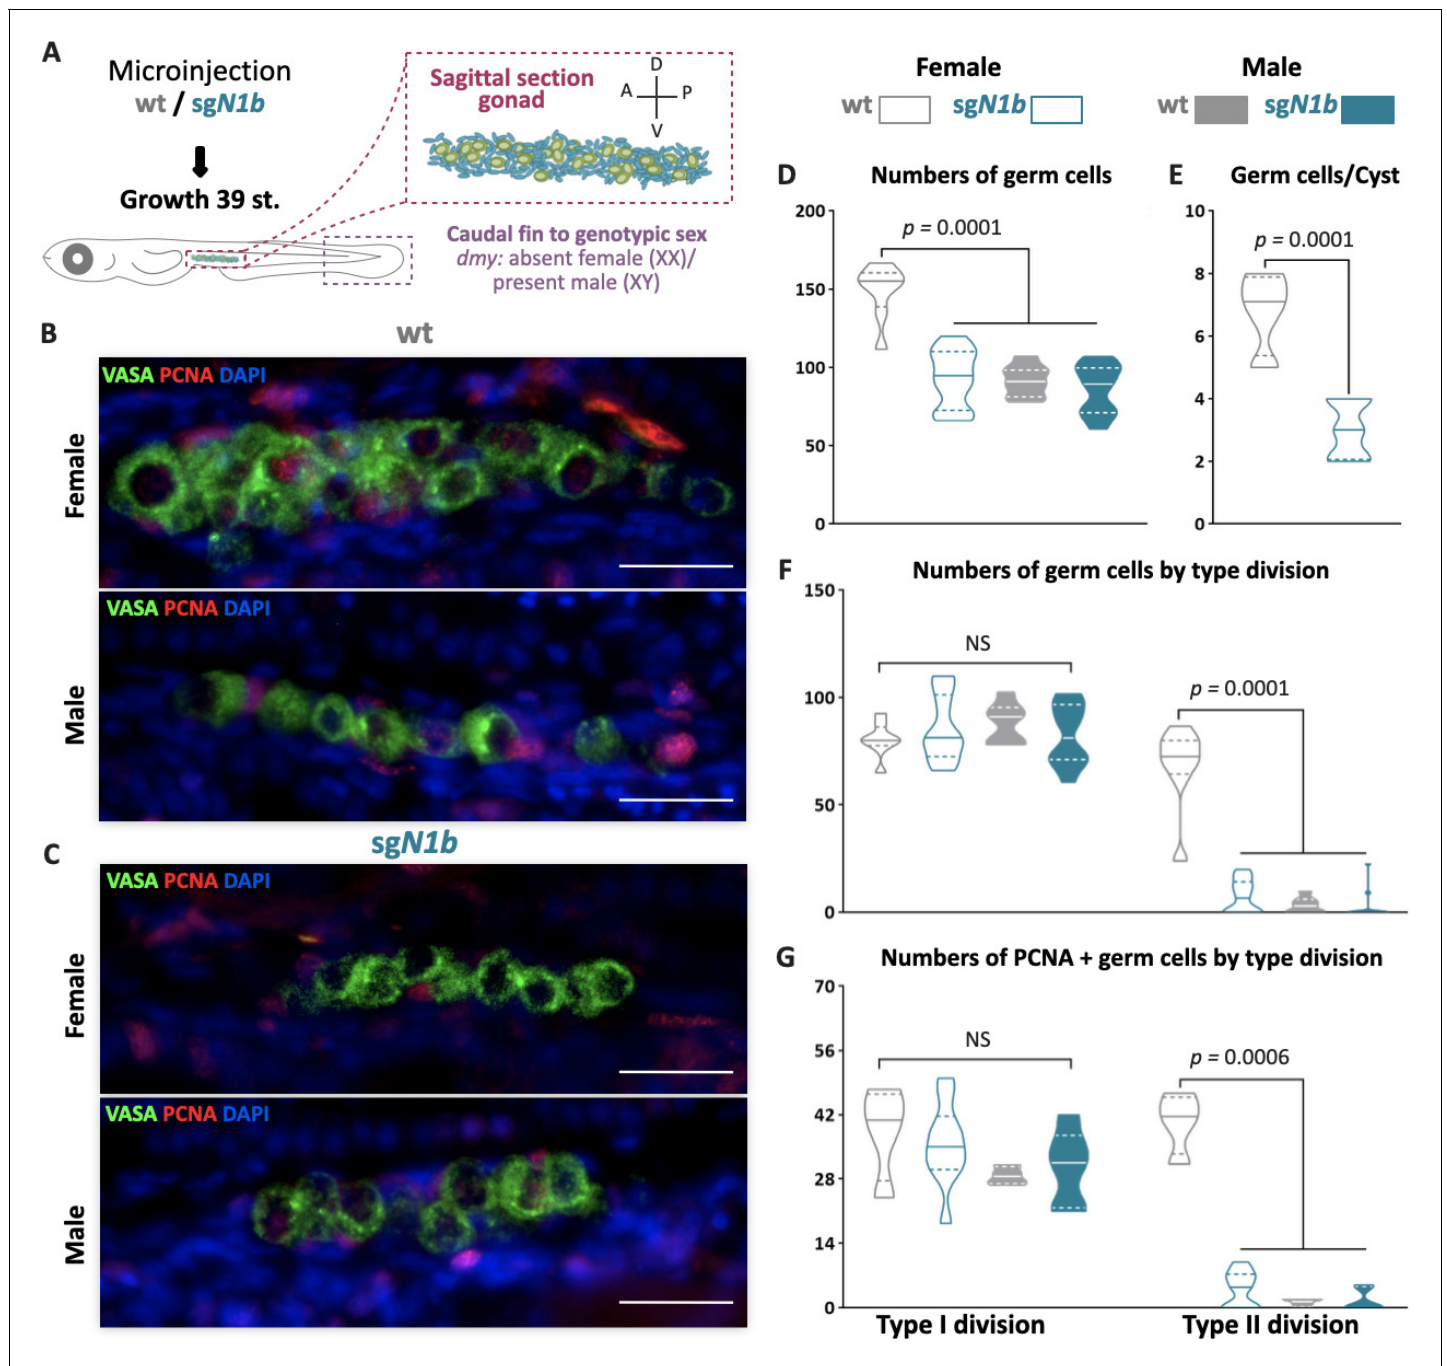 A
Microinjection
wt / sgN1b
Growth 39 st.
Sagittal section
gonad
D
A
P
V
Caudal fin to genotypic sex
dmy: absent female (XX)/
present male (XY)
B
wt
VASA PCNA DAPI
Female
VASA PCNA DAPI
Male
C
sgN1b
VASA PCNA DAPI
Female
VASA PCNA DAPI
Male
Female
Male
wt
sgN1b
wt
sgN1b
D
Numbers of germ cells
200
150
100
50
0
p = 0.0001
E
Germ cells/Cyst
10
8
6
4
2
0
p = 0.0001
F
Numbers of germ cells by type division
150
100
50
0
NS
p = 0.0001
G
Numbers of PCNA + germ cells by type division
70
56
42
28
14
0
NS
p = 0.0006
Type I division
Type II division